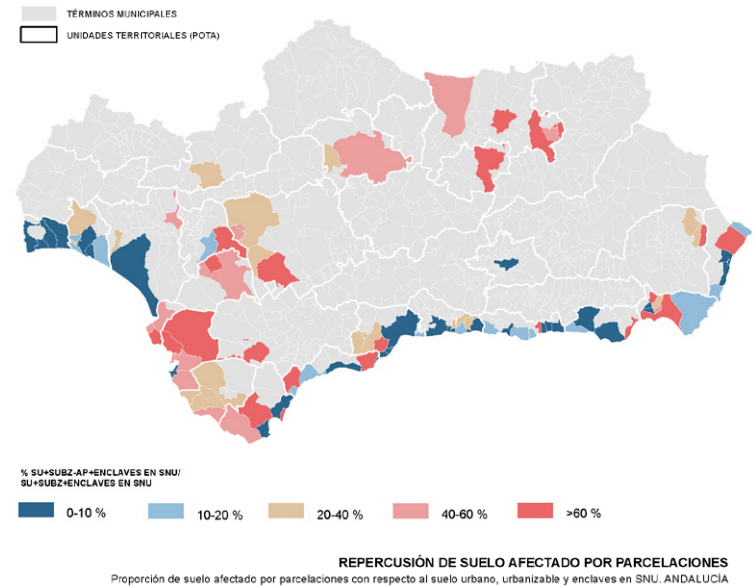 TÉRMINOS MUNICIPALES
UNIDADES TERRITORIALES (POTA)
% SU+SUBZ-AP+ENCLAVES EN SNU/
SU+SUBZ+ENCLAVES EN SNU
0-10 %
10-20 %
20-40 %
40-60 %
>60 %
REPERCUSIÓN DE SUELO AFECTADO POR PARCELACIONES
Proporción de suelo afectado por parcelaciones con respecto al suelo urbano, urbanizable y enclaves en SNU. ANDALUCÍA